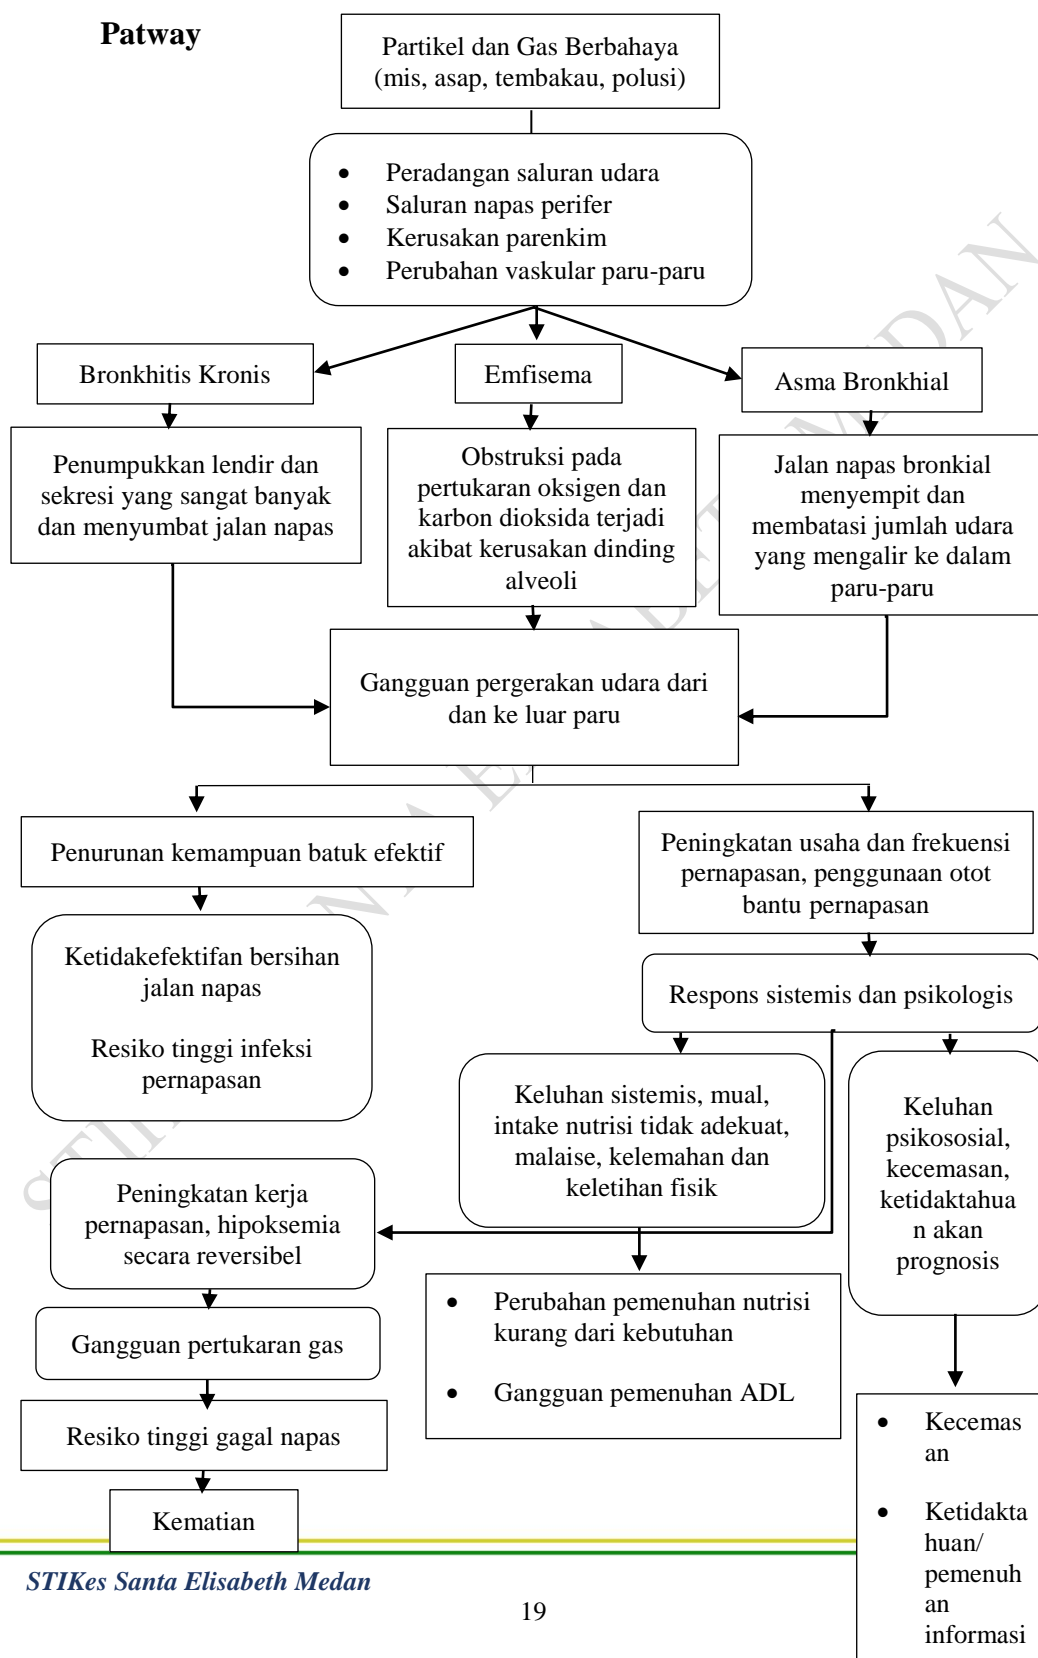 Patway
Partikel dan Gas Berbahaya
(mis, asap, tembakau, polusi)
• Peradangan saluran udara
• Saluran napas perifer
• Kerusakan parenkim
• Perubahan vaskular paru-paru
Bronkhitis Kronis
Emfisema
Asma Bronkhial
Penumpukkan lendir dan
sekresi yang sangat banyak
dan menyumbat jalan napas
Obstruksi pada
pertukaran oksigen dan
karbon dioksida terjadi
akibat kerusakan dinding
alveoli
Jalan napas bronkial
menyempit dan
membatasi jumlah udara
yang mengalir ke dalam
paru-paru
Gangguan pergerakan udara dari
dan ke luar paru
Penurunan kemampuan batuk efektif
Peningkatan usaha dan frekuensi
pernapasan, penggunaan otot
bantu pernapasan
Ketidakefektifan bersihan
jalan napas
Resiko tinggi infeksi
pernapasan
Respons sistemis dan psikologis
Keluhan sistemis, mual,
intake nutrisi tidak adekuat,
malaise, kelemahan dan
keletihan fisik
Keluhan
psikososial,
kecemasan,
ketidaktahua
n akan
prognosis
Peningkatan kerja
pernapasan, hipoksemia
secara reversibel
• Perubahan pemenuhan nutrisi
kurang dari kebutuhan
• Gangguan pemenuhan ADL
Gangguan pertukaran gas
Resiko tinggi gagal napas
Kematian
• Kecemas
an
• Ketidakta
huan/
pemenuh
an
informasi
STIKes Santa Elisabeth Medan
19